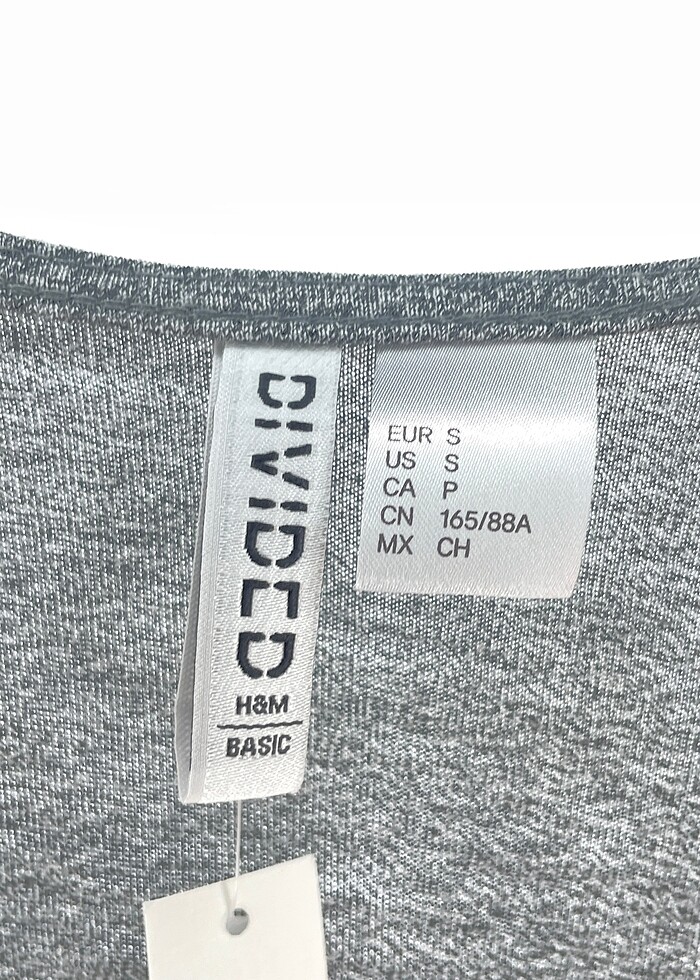 DIVIDED
H&M
BASIC
EUR S
US S
CA P
CN 165/88A
MX CH